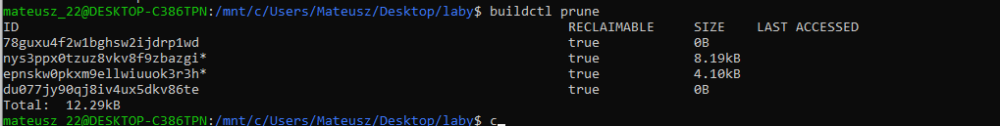 mateusz_22@DESKTOP-C386TPN:/mnt/c/Users/Mateusz/Desktop/laby$ buildctl prune
ID RECLAIMABLE SIZE LAST ACCESSED
78guxu4f2w1bghsw2ijdrp1wd true 0B
nys3ppx0tzuz8vkv8f9zbazgi* true 8.19kB
epnskw0pkxm9ellwiuuok3r3h* true 4.10kB
du077jy90qj8iv4ux5dkv86te true 0B
Total: 12.29kB
mateusz_22@DESKTOP-C386TPN:/mnt/c/Users/Mateusz/Desktop/laby$ c